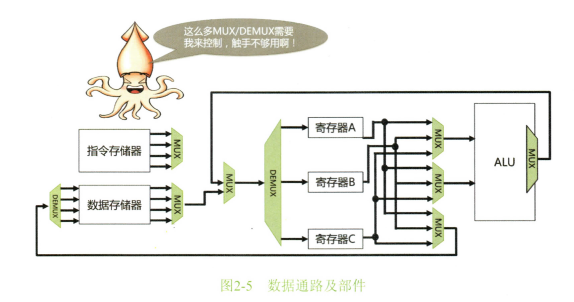 这么多MUX/DEMUX需要
我来控制，触手不够用啊！
指令存储器
MUX
数据存储器
DEMUX
MUX
MUX
DEMUX
寄存器A
寄存器B
寄存器C
MUX
MUX
MUX
ALU
MUX
图2-5 数据通路及部件